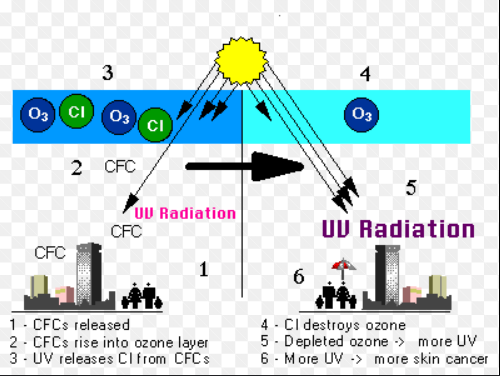 3
4
O3 Cl O3 Cl
O3
2 CFC
5
UV Radiation
UV Radiation
CFC
CFC
1
6
1 - CFCs released
2 - CFCs rise into ozone layer
3 - UV releases Cl from CFCs
4 - Cl destroys ozone
5 - Depleted ozone -> more UV
6 - More UV -> more skin cancer